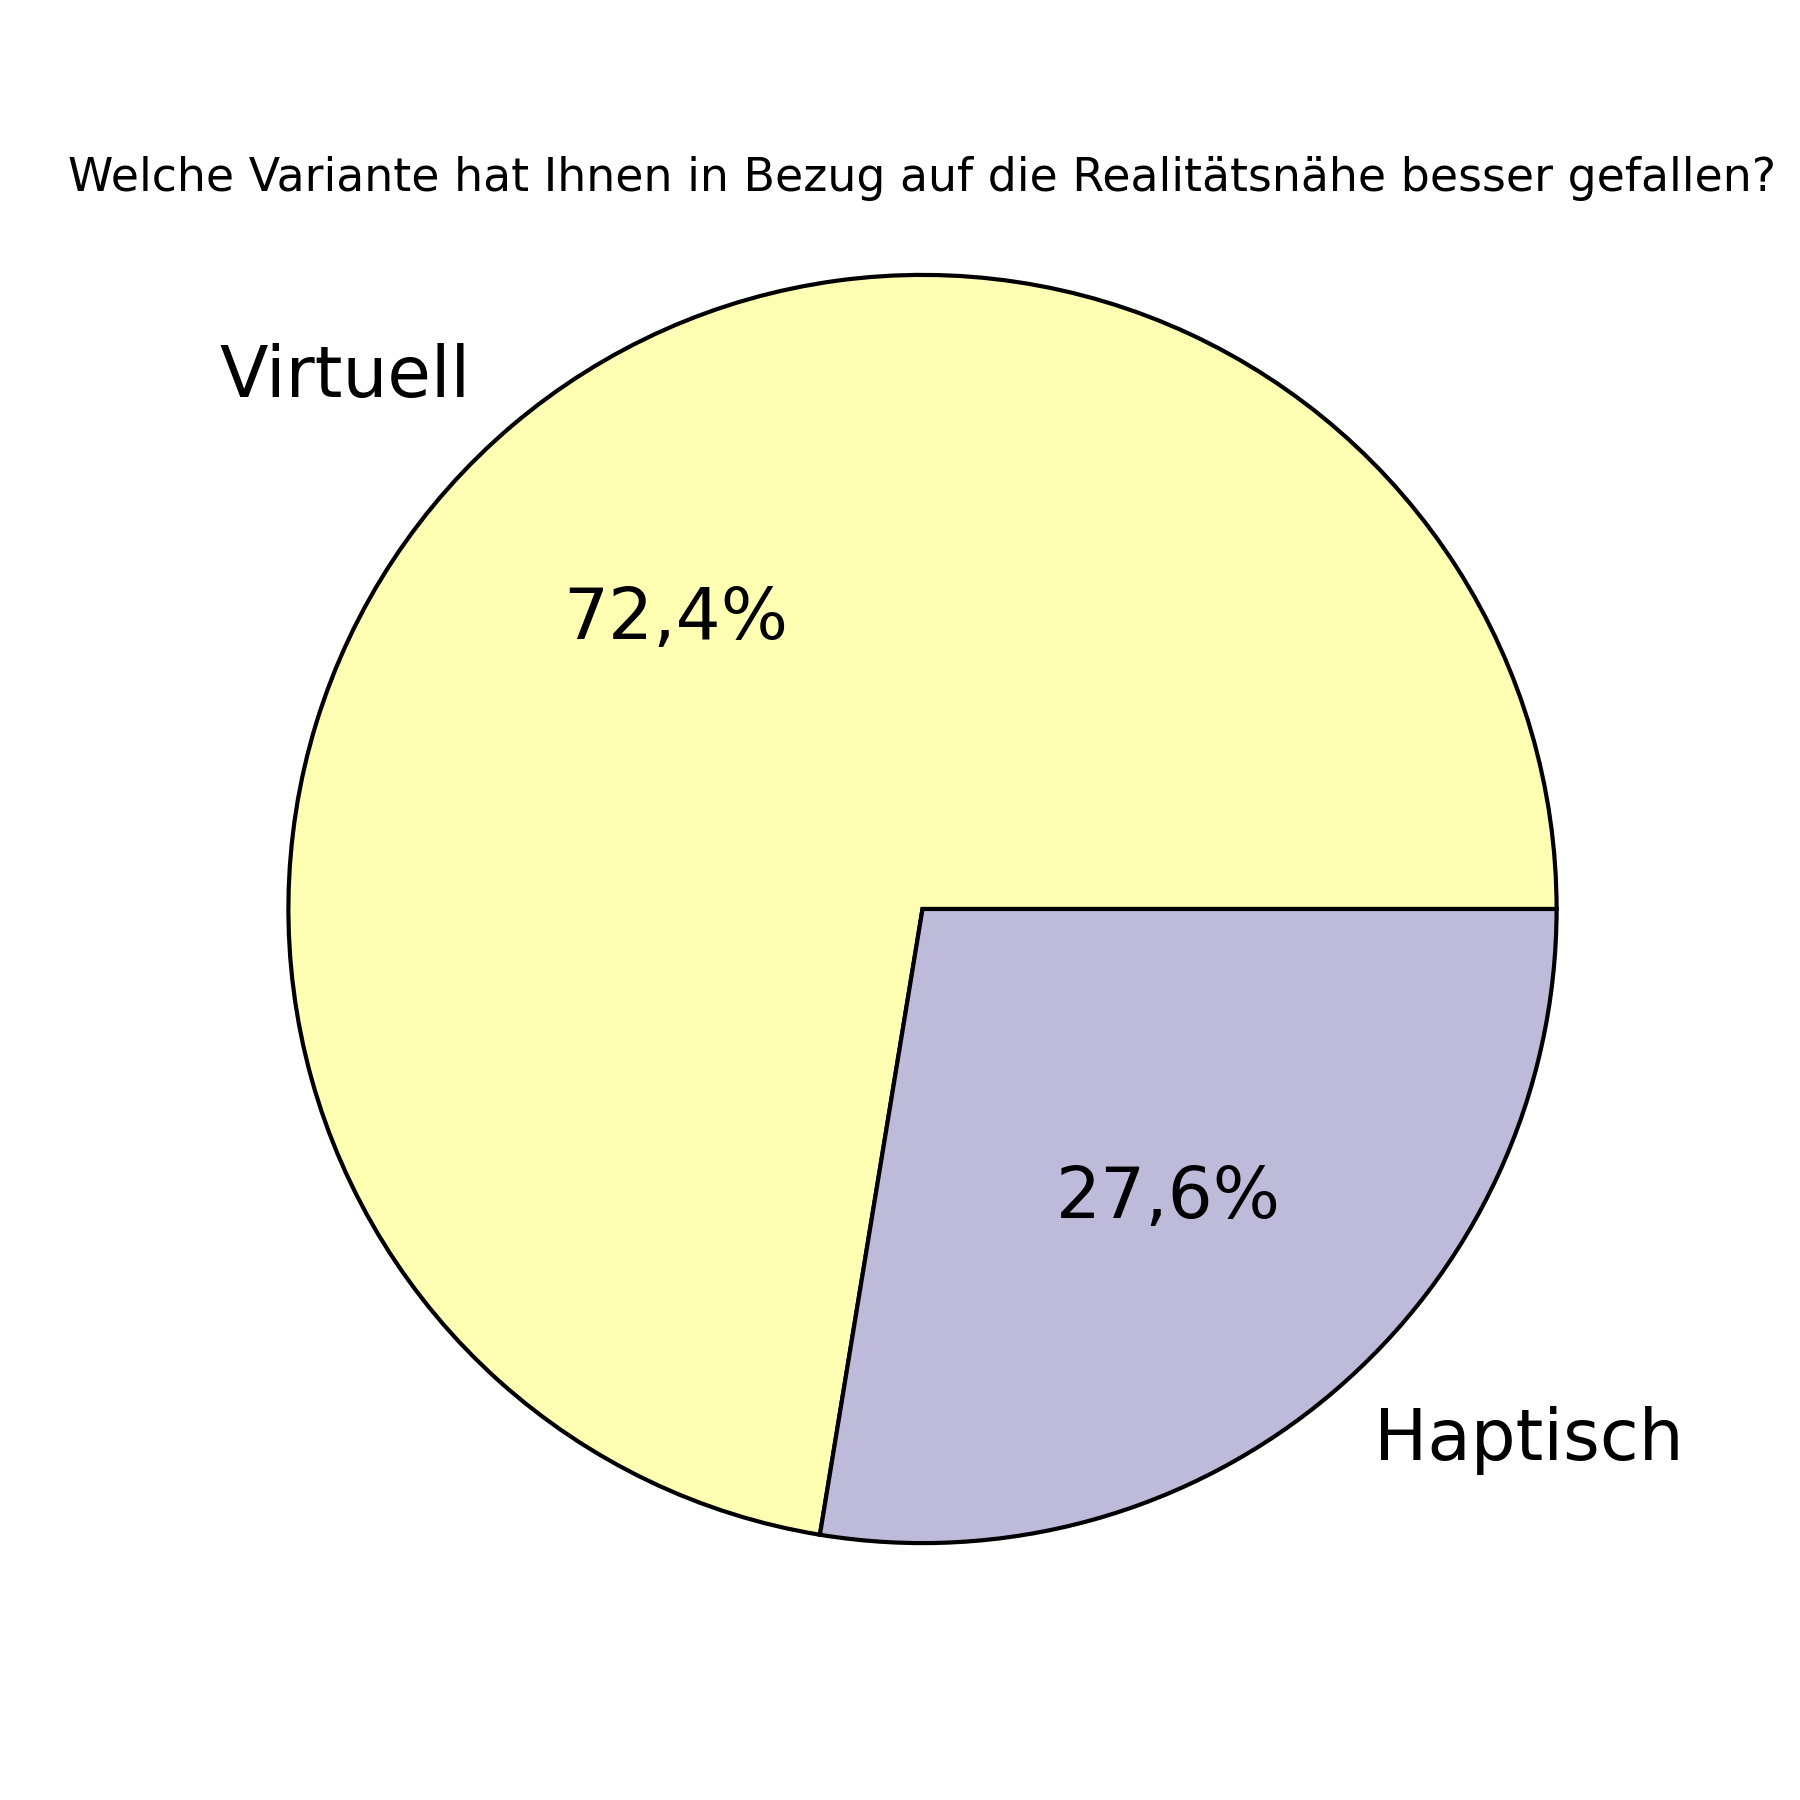 Welche Variante hat Ihnen in Bezug auf die Realitätsnähe besser gefallen?
Virtuell
72,4%
27,6%
Haptisch